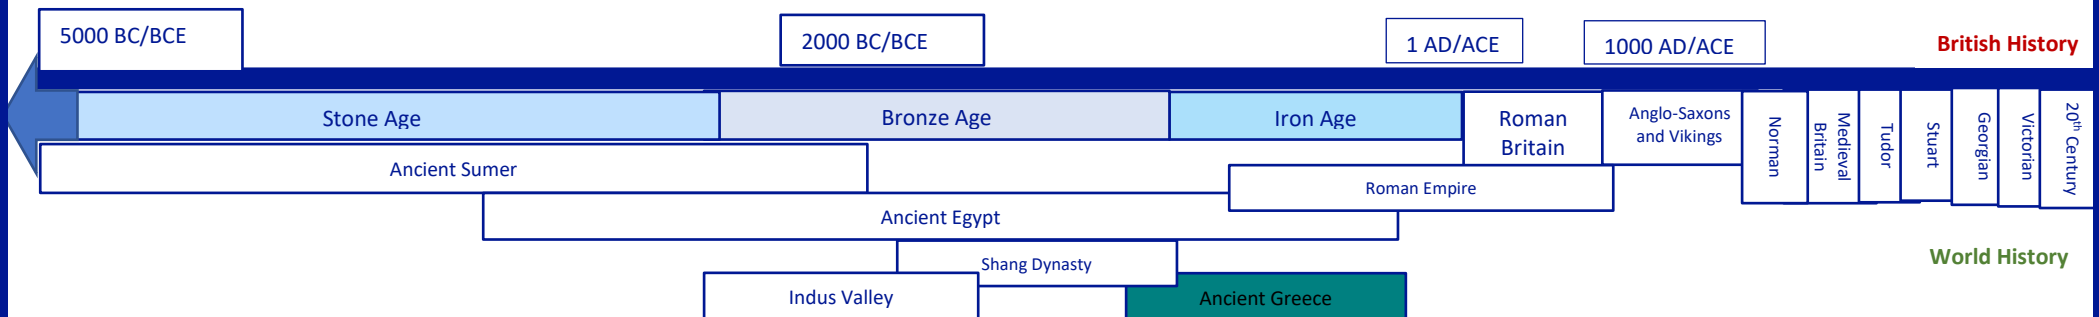 5000 BC/BCE
2000 BC/BCE
1 AD/ACE
1000 AD/ACE
British History
Stone Age
Bronze Age
Iron Age
Roman
Britain
Anglo-Saxons
and Vikings
Norman
Medieval
Britain
Tudor
Stuart
Georgian
Victorian
20th Century
Ancient Sumer
Roman Empire
Ancient Egypt
Shang Dynasty
World History
Indus Valley
Ancient Greece